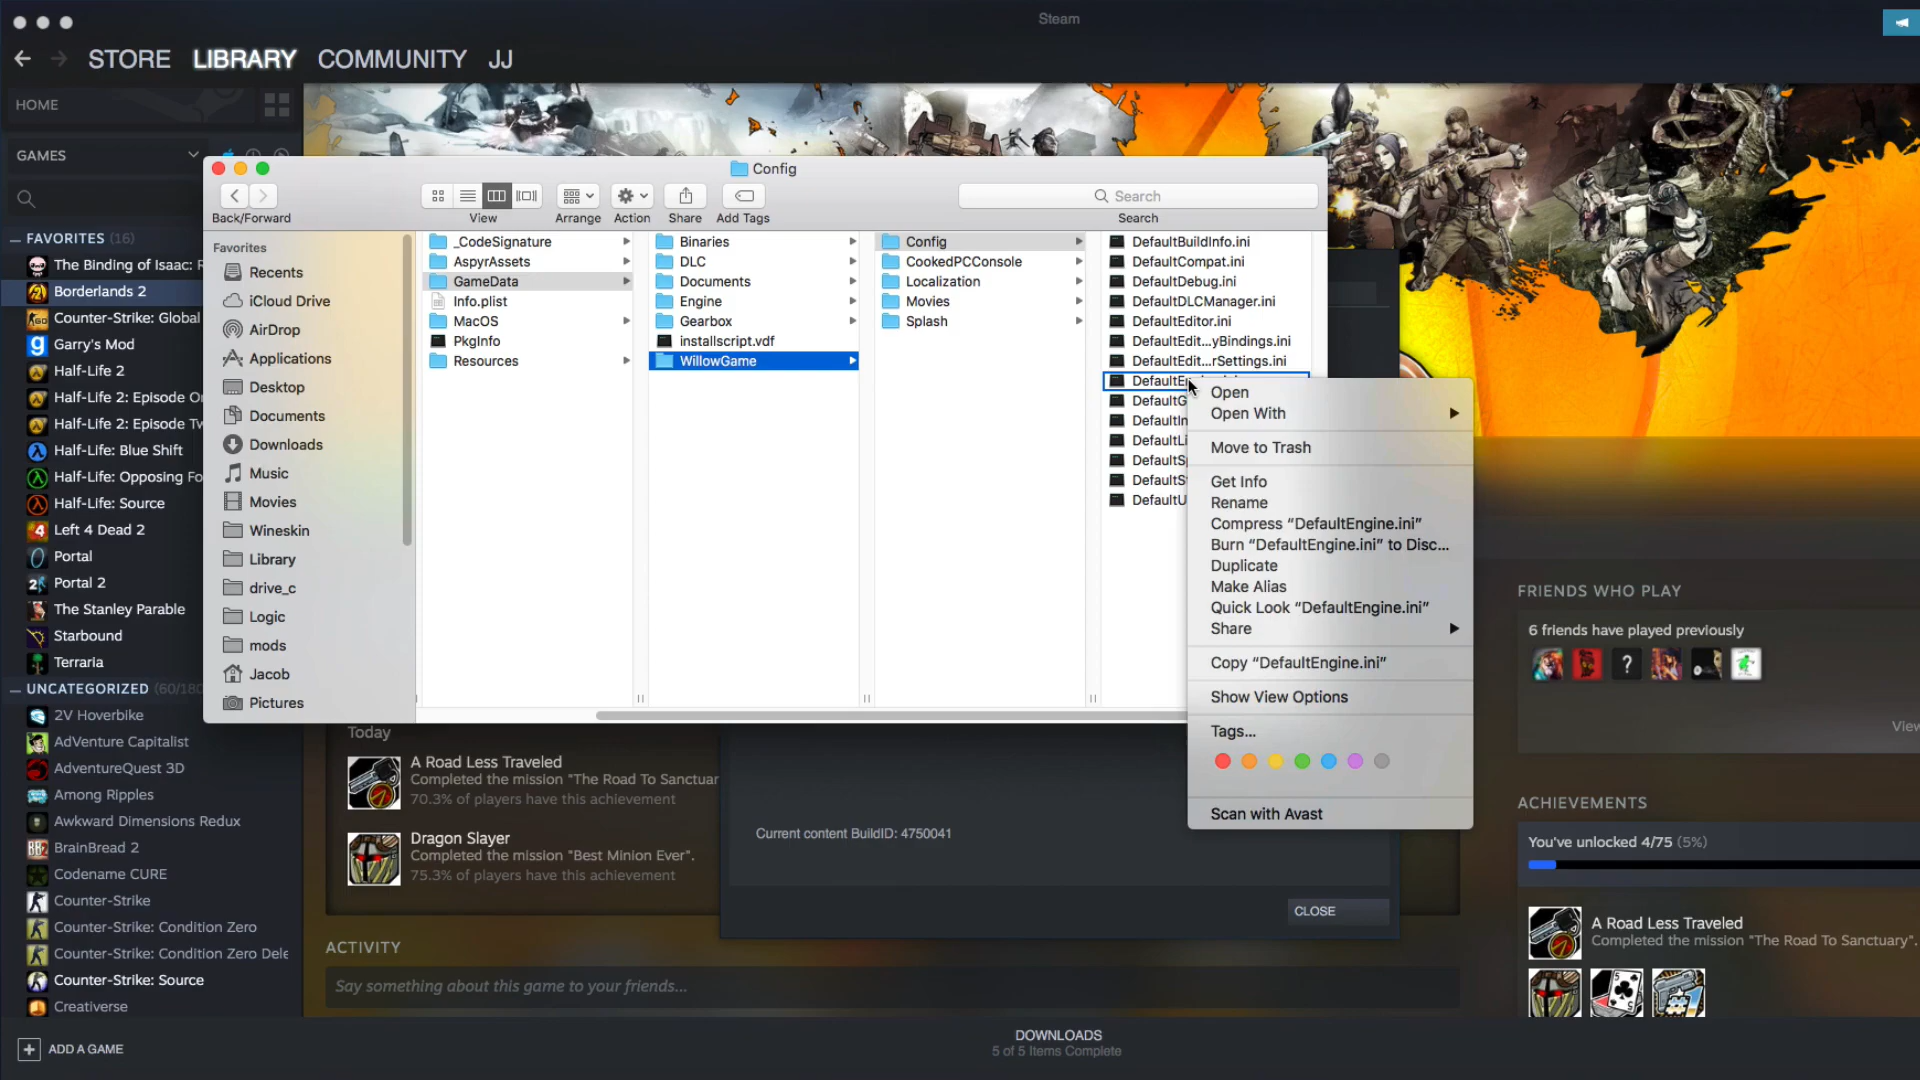 Steam
STORE LIBRARY COMMUNITY JJ
HOME
GAMES
FAVORITES (16)
The Binding of Isaac: R
Borderlands 2
Counter-Strike: Global
Garry's Mod
Half-Life 2
Half-Life 2: Episode O
Half-Life 2: Episode Tw
Half-Life: Blue Shift
Half-Life: Opposing Fo
Half-Life: Source
Left 4 Dead 2
Portal
Portal 2
The Stanley Parable
Starbound
Terraria
UNCATEGORIZED (60/180
2V Hoverbike
AdVenture Capitalist
AdventureQuest 3D
Among Ripples
Awkward Dimensions Redux
BrainBread 2
Codename CURE
Counter-Strike
Counter-Strike: Condition Zero
Counter-Strike: Condition Zero Dele
Counter-Strike: Source
Creativerse
ADD A GAME
Config
Back/Forward
View
Arrange
Action
Share
Add Tags
Search
Search
Favorites
Recents
iCloud Drive
AirDrop
Applications
Desktop
Documents
Downloads
Music
Movies
Wineskin
Library
drive_c
Logic
mods
Jacob
Pictures
_CodeSignature
AspyrAssets
GameData
Info.plist
MacOS
PkgInfo
Resources
Binaries
DLC
Documents
Engine
Gearbox
installscript.vdf
WillowGame
Config
CookedPCConsole
Localization
Movies
Splash
DefaultBuildInfo.ini
DefaultCompat.ini
DefaultDebug.ini
DefaultDLCManager.ini
DefaultEditor.ini
DefaultEdit...yBindings.ini
DefaultEdit...rSettings.ini
DefaultE
DefaultG
DefaultIn
DefaultLi
DefaultSp
DefaultS
DefaultU
Open
Open With
Move to Trash
Get Info
Rename
Compress “DefaultEngine.ini”
Burn “DefaultEngine.ini” to Disc...
Duplicate
Make Alias
Quick Look “DefaultEngine.ini”
Share
Copy “DefaultEngine.ini”
Show View Options
Tags...
Scan with Avast
Today
A Road Less Traveled
Completed the mission "The Road To Sanctuar
70.3% of players have this achievement
Dragon Slayer
Completed the mission "Best Minion Ever".
75.3% of players have this achievement
Current content BuildID: 4750041
CLOSE
ACTIVITY
Say something about this game to your friends...
DOWNLOADS
5 of 5 Items Complete
FRIENDS WHO PLAY
6 friends have played previously
View
ACHIEVEMENTS
You've unlocked 4/75 (5%)
A Road Less Traveled
Completed the mission "The Road To Sanctuary".